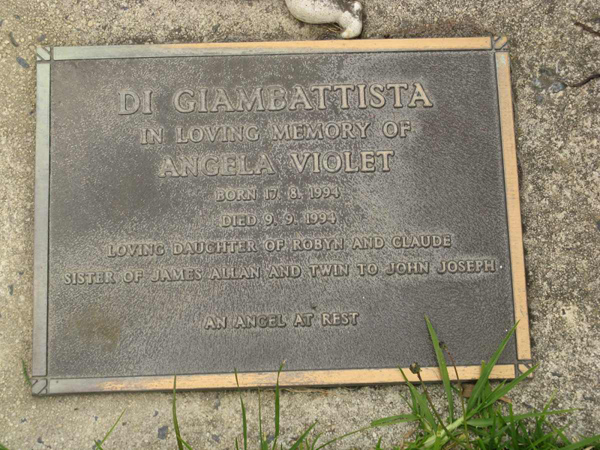 DI GIAMBATTISTA
IN LOVING MEMORY OF
ANGELA VIOLET
BORN 17. 8. 1994
DIED 9. 9. 1994
LOVING DAUGHTER OF ROBYN AND CLAUDE
SISTER OF JAMES ALLAN AND TWIN TO JOHN JOSEPH
AN ANGEL AT REST